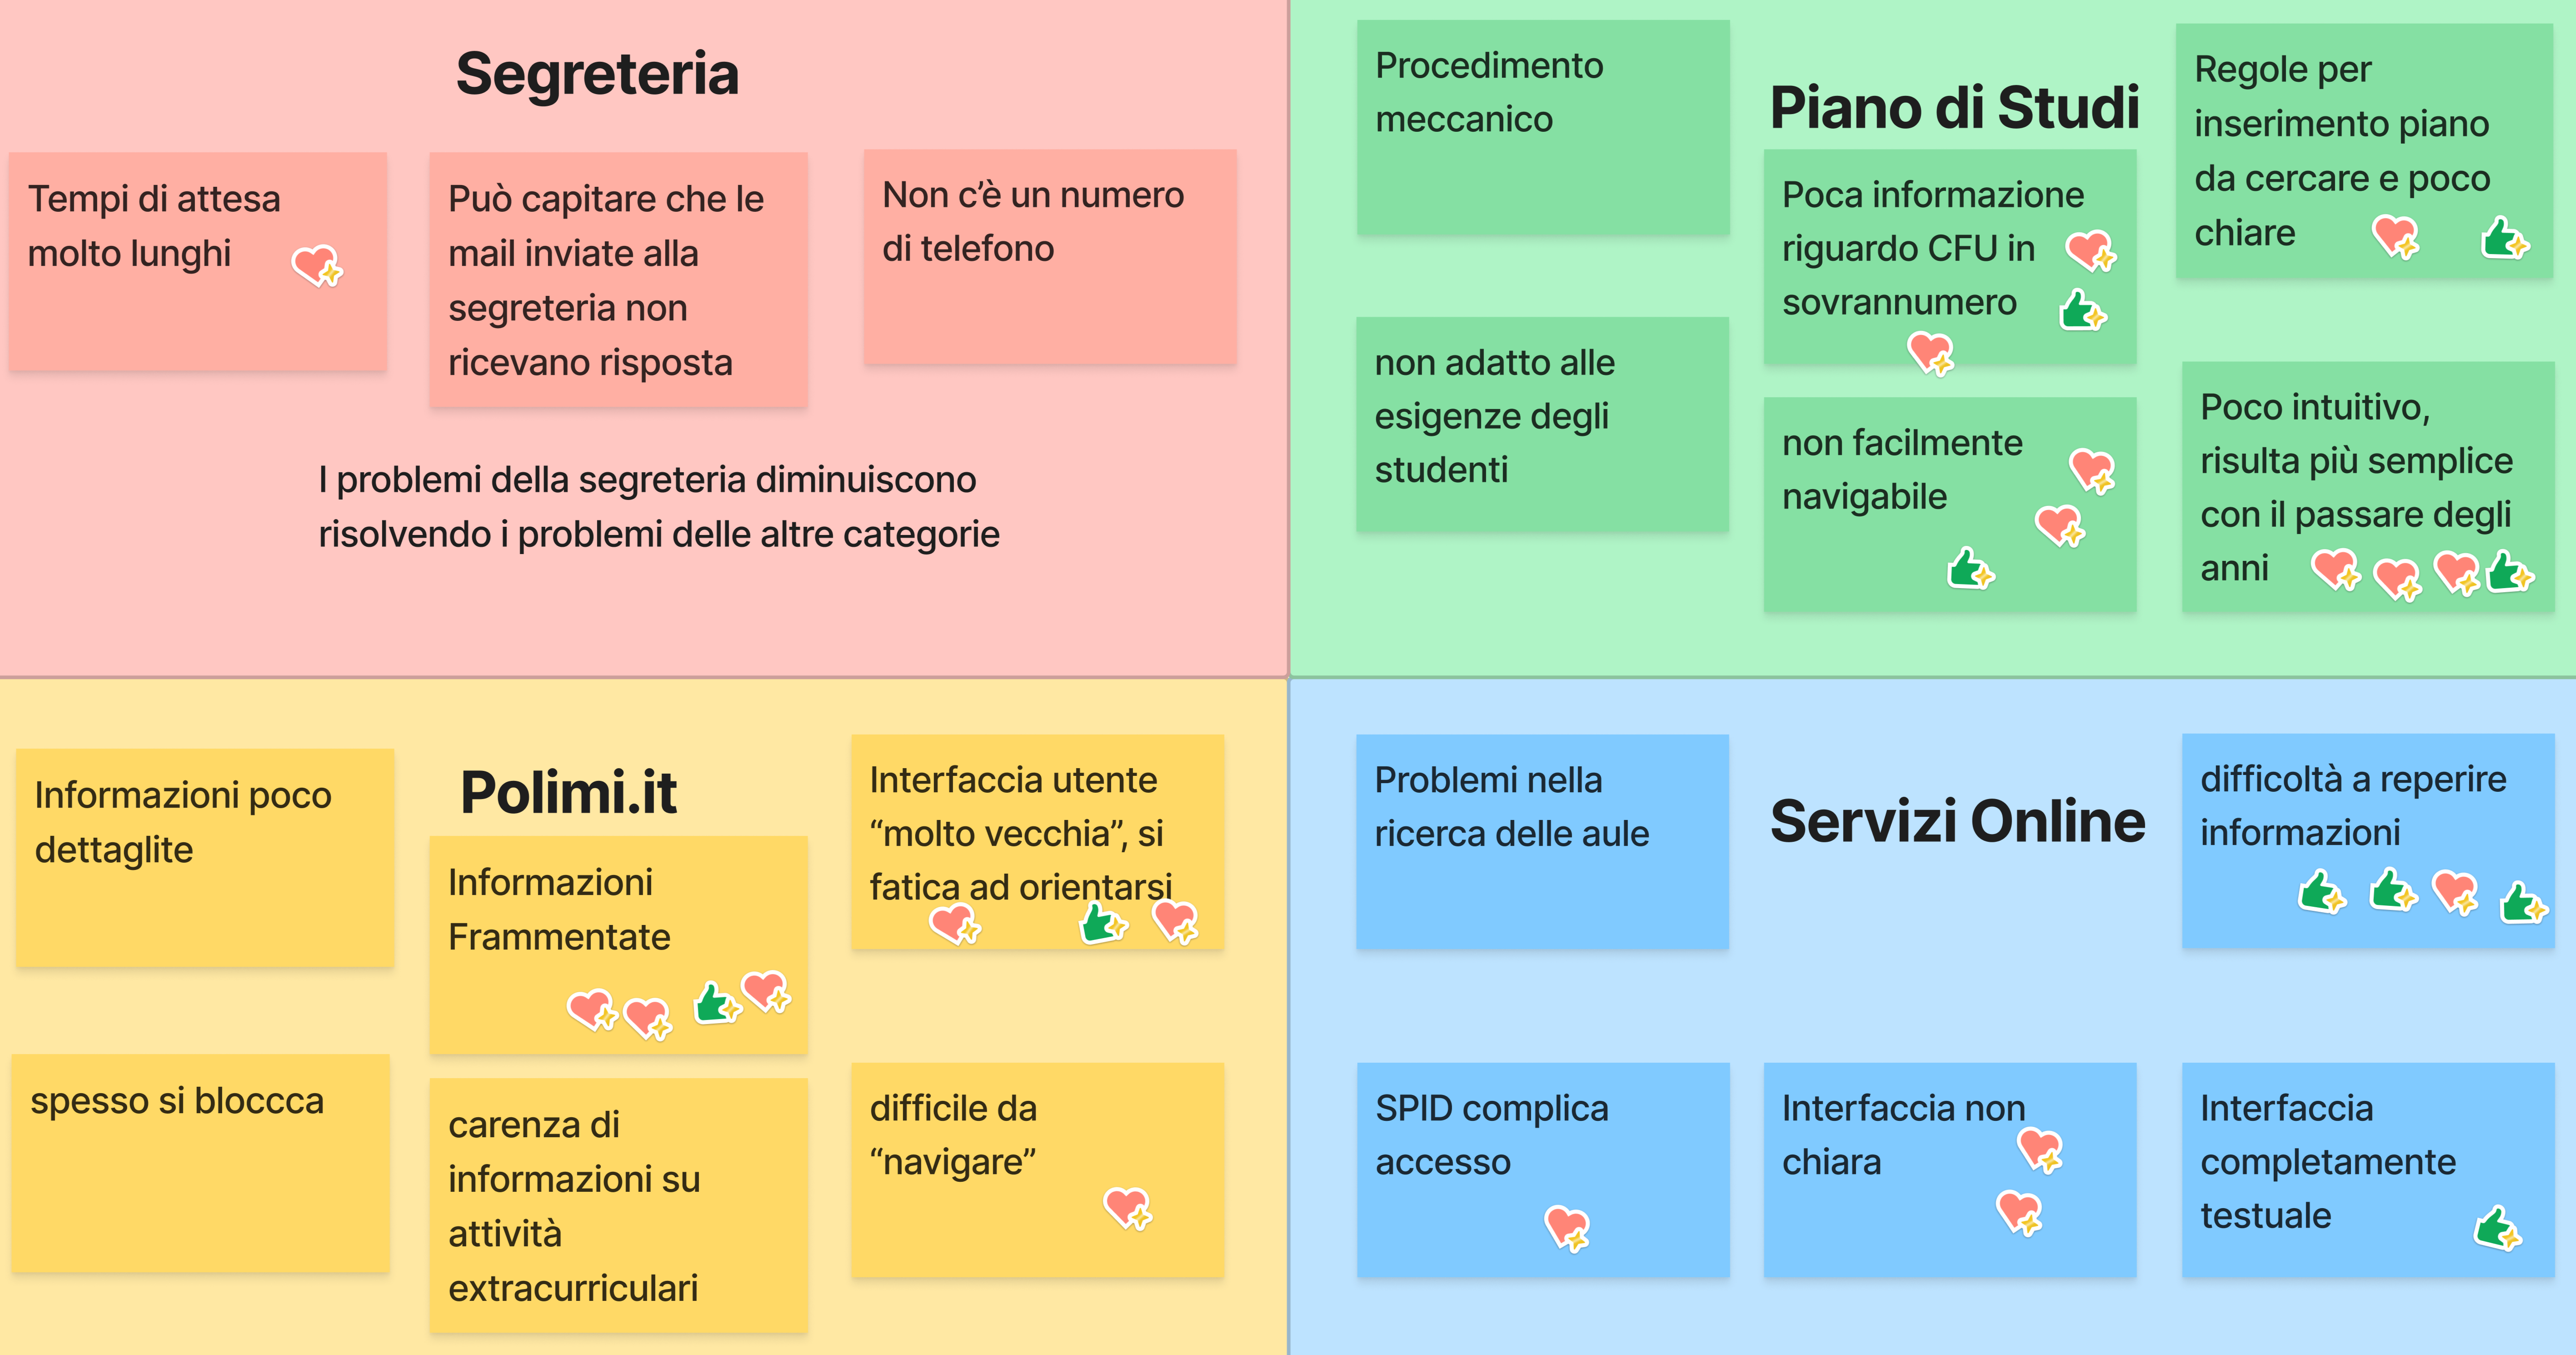 Segreteria
Tempi di attesa
molto lunghi
Può capitare che le
mail inviate alla
segreteria non
ricevano risposta
Non c’è un numero
di telefono
I problemi della segreteria diminuiscono
risolvendo i problemi delle altre categorie
Piano di Studi
Procedimento
meccanico
Poca informazione
riguardo CFU in
sovrannumero
Regole per
inserimento piano
da cercare e poco
chiare
non adatto alle
esigenze degli
studenti
non facilmente
navigabile
Poco intuitivo,
risulta più semplice
con il passare degli
anni
Polimi.it
Informazioni poco
dettaglite
Informazioni
Frammentate
Interfaccia utente
“molto vecchia”, si
fatica ad orientarsi
spesso si bloccca
carenza di
informazioni su
attività
extracurriculari
difficile da
“navigare”
Servizi Online
Problemi nella
ricerca delle aule
difficoltà a reperire
informazioni
SPID complica
accesso
Interfaccia non
chiara
Interfaccia
completamente
testuale